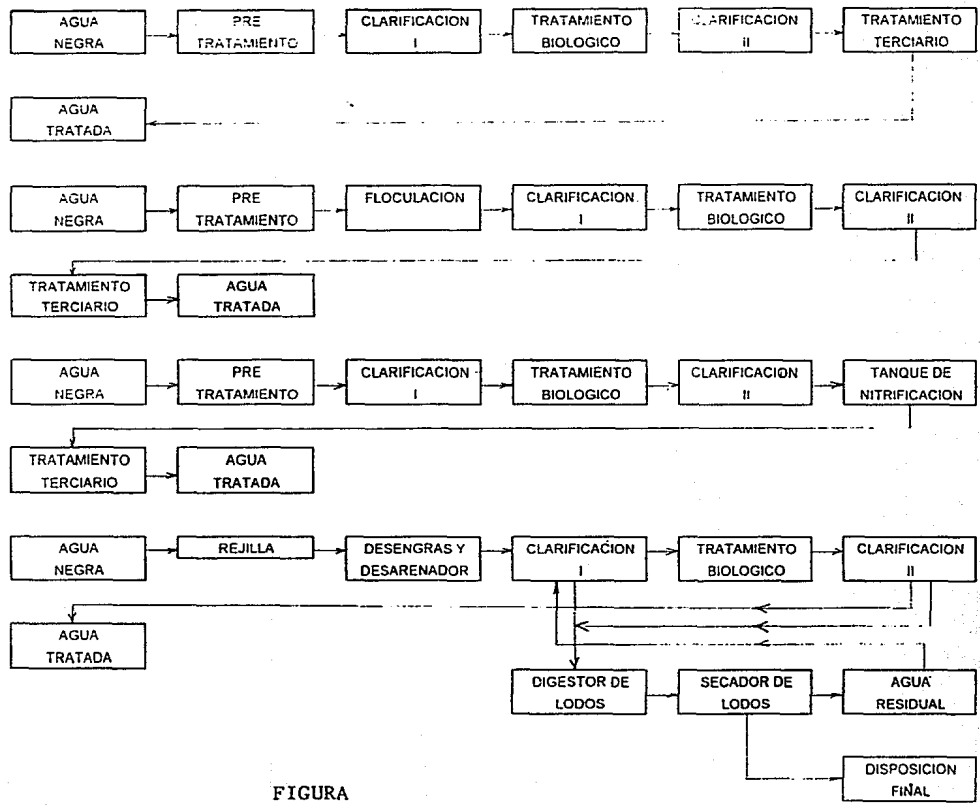 AGUA
NEGRA
PRE
TRATAMIENTO
CLARIFICACION
I
TRATAMIENTO
BIOLOGICO
CLARIFICACION
II
TRATAMIENTO
TERCIARIO
AGUA
TRATADA
AGUA
NEGRA
PRE
TRATAMIENTO
FLOCULACION
CLARIFICACION
I
TRATAMIENTO
BIOLOGICO
CLARIFICACION
II
TRATAMIENTO
TERCIARIO
AGUA
TRATADA
AGUA
NEGRA
PRE
TRATAMIENTO
CLARIFICACION
I
TRATAMIENTO
BIOLOGICO
CLARIFICACION
II
TANQUE DE
NITRIFICACION
TRATAMIENTO
TERCIARIO
AGUA
TRATADA
AGUA
NEGRA
REJILLA
DESENGRAS Y
DESARENADOR
CLARIFICACION
I
TRATAMIENTO
BIOLOGICO
CLARIFICACION
II
AGUA
TRATADA
DIGESTOR DE
LODOS
SECADOR DE
LODOS
AGUA
RESIDUAL
DISPOSICION
FINAL
FIGURA